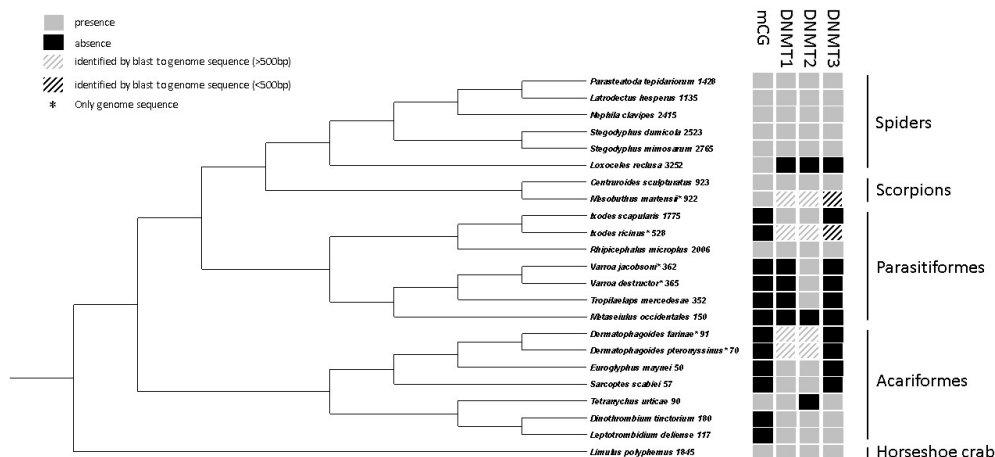 presence
absence
identified by blast to genome sequence (>500bp)
identified by blast to genome sequence (<500bp)
* Only genome sequence
mCG DNMT1 DNMT2 DNMT3
Parasteatoda tepidariorum 1428
Latrodectus hesperus 1135
Nephila clavipes 2415
Stegodyphus dumicola 2523
Stegodyphus mimosarum 2765
Loxoceles reclusa 3252
Spiders
Centruroides sculpturatus 923
Mesobuthus martensii* 922
Scorpions
Ixodes scapularis 1775
Ixodes ricinus* 528
Rhipicephalus microplus 2006
Varroa jacobsoni* 362
Varroa destructor* 365
Tropilaelaps mercedesae 352
Metaseiulus occidentales 150
Parasitiformes
Dermatophagoides farinae* 91
Dermatophagoides pteronyssinus* 70
Euroglyphus maynei 50
Sarcoptes scabiei 57
Tetranychus urticae 90
Dinothrombium tinctorium 180
Leptotrombidium deliense 117
Acariformes
Limulus polyphemus 1845
Horseshoe crab